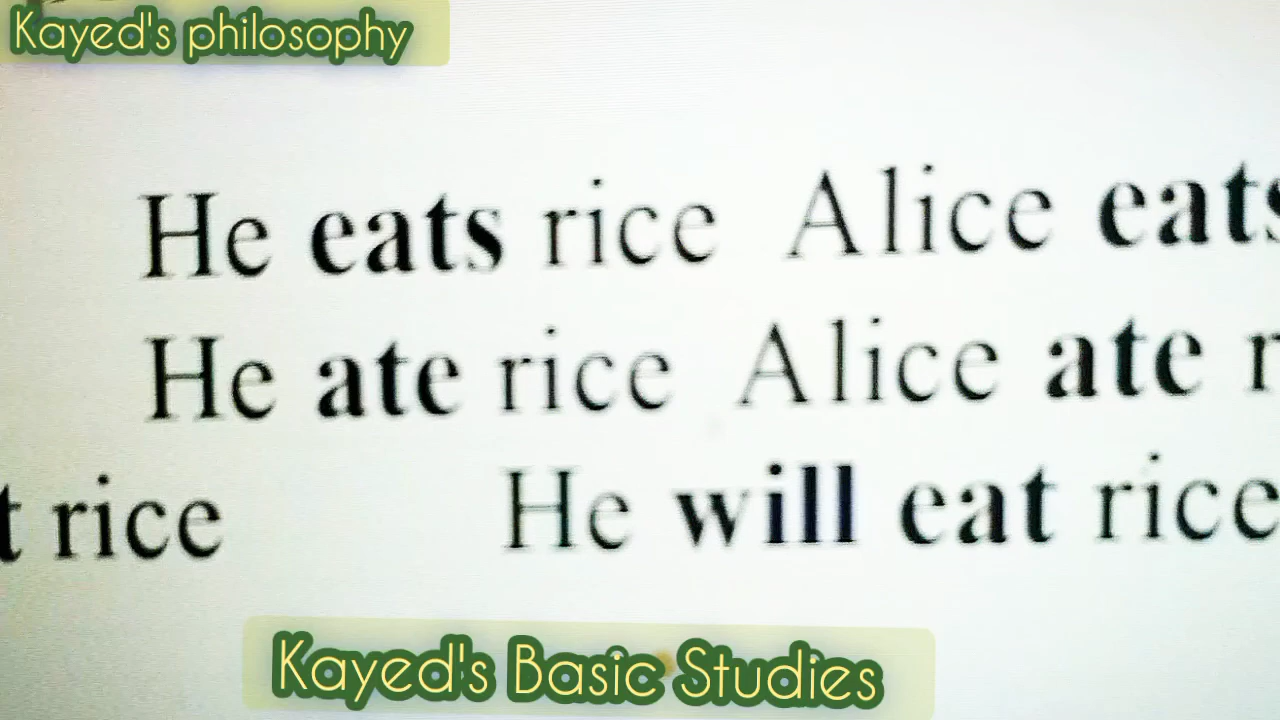 Kayed's philosophy
He eats rice Alice eats
He ate rice Alice ate r
t rice He will eat rice
Kayed's Basic Studies